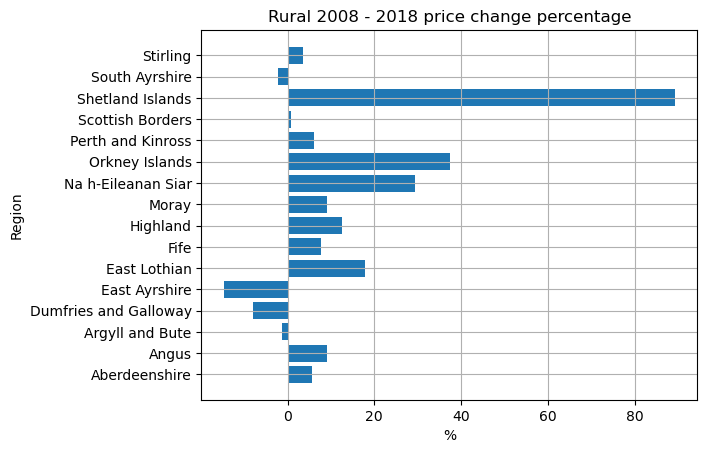 Rural 2008 - 2018 price change percentage
Region
Stirling
South Ayrshire
Shetland Islands
Scottish Borders
Perth and Kinross
Orkney Islands
Na h-Eileanan Siar
Moray
Highland
Fife
East Lothian
East Ayrshire
Dumfries and Galloway
Argyll and Bute
Angus
Aberdeenshire
0 20 40 60 80
%